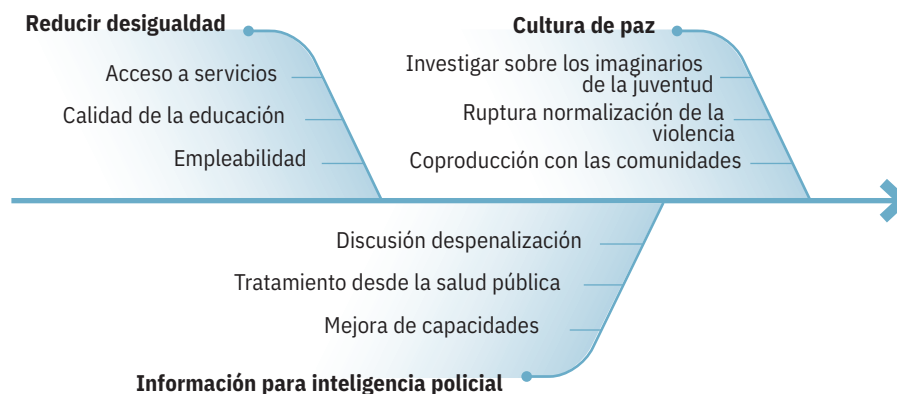 Reducir desigualdad
Acceso a servicios
Calidad de la educación
Empleabilidad
Cultura de paz
Investigar sobre los imaginarios
de la juventud
Ruptura normalización de la
violencia
Coproducción con las comunidades
Discusión despenalización
Tratamiento desde la salud pública
Mejora de capacidades
Información para inteligencia policial